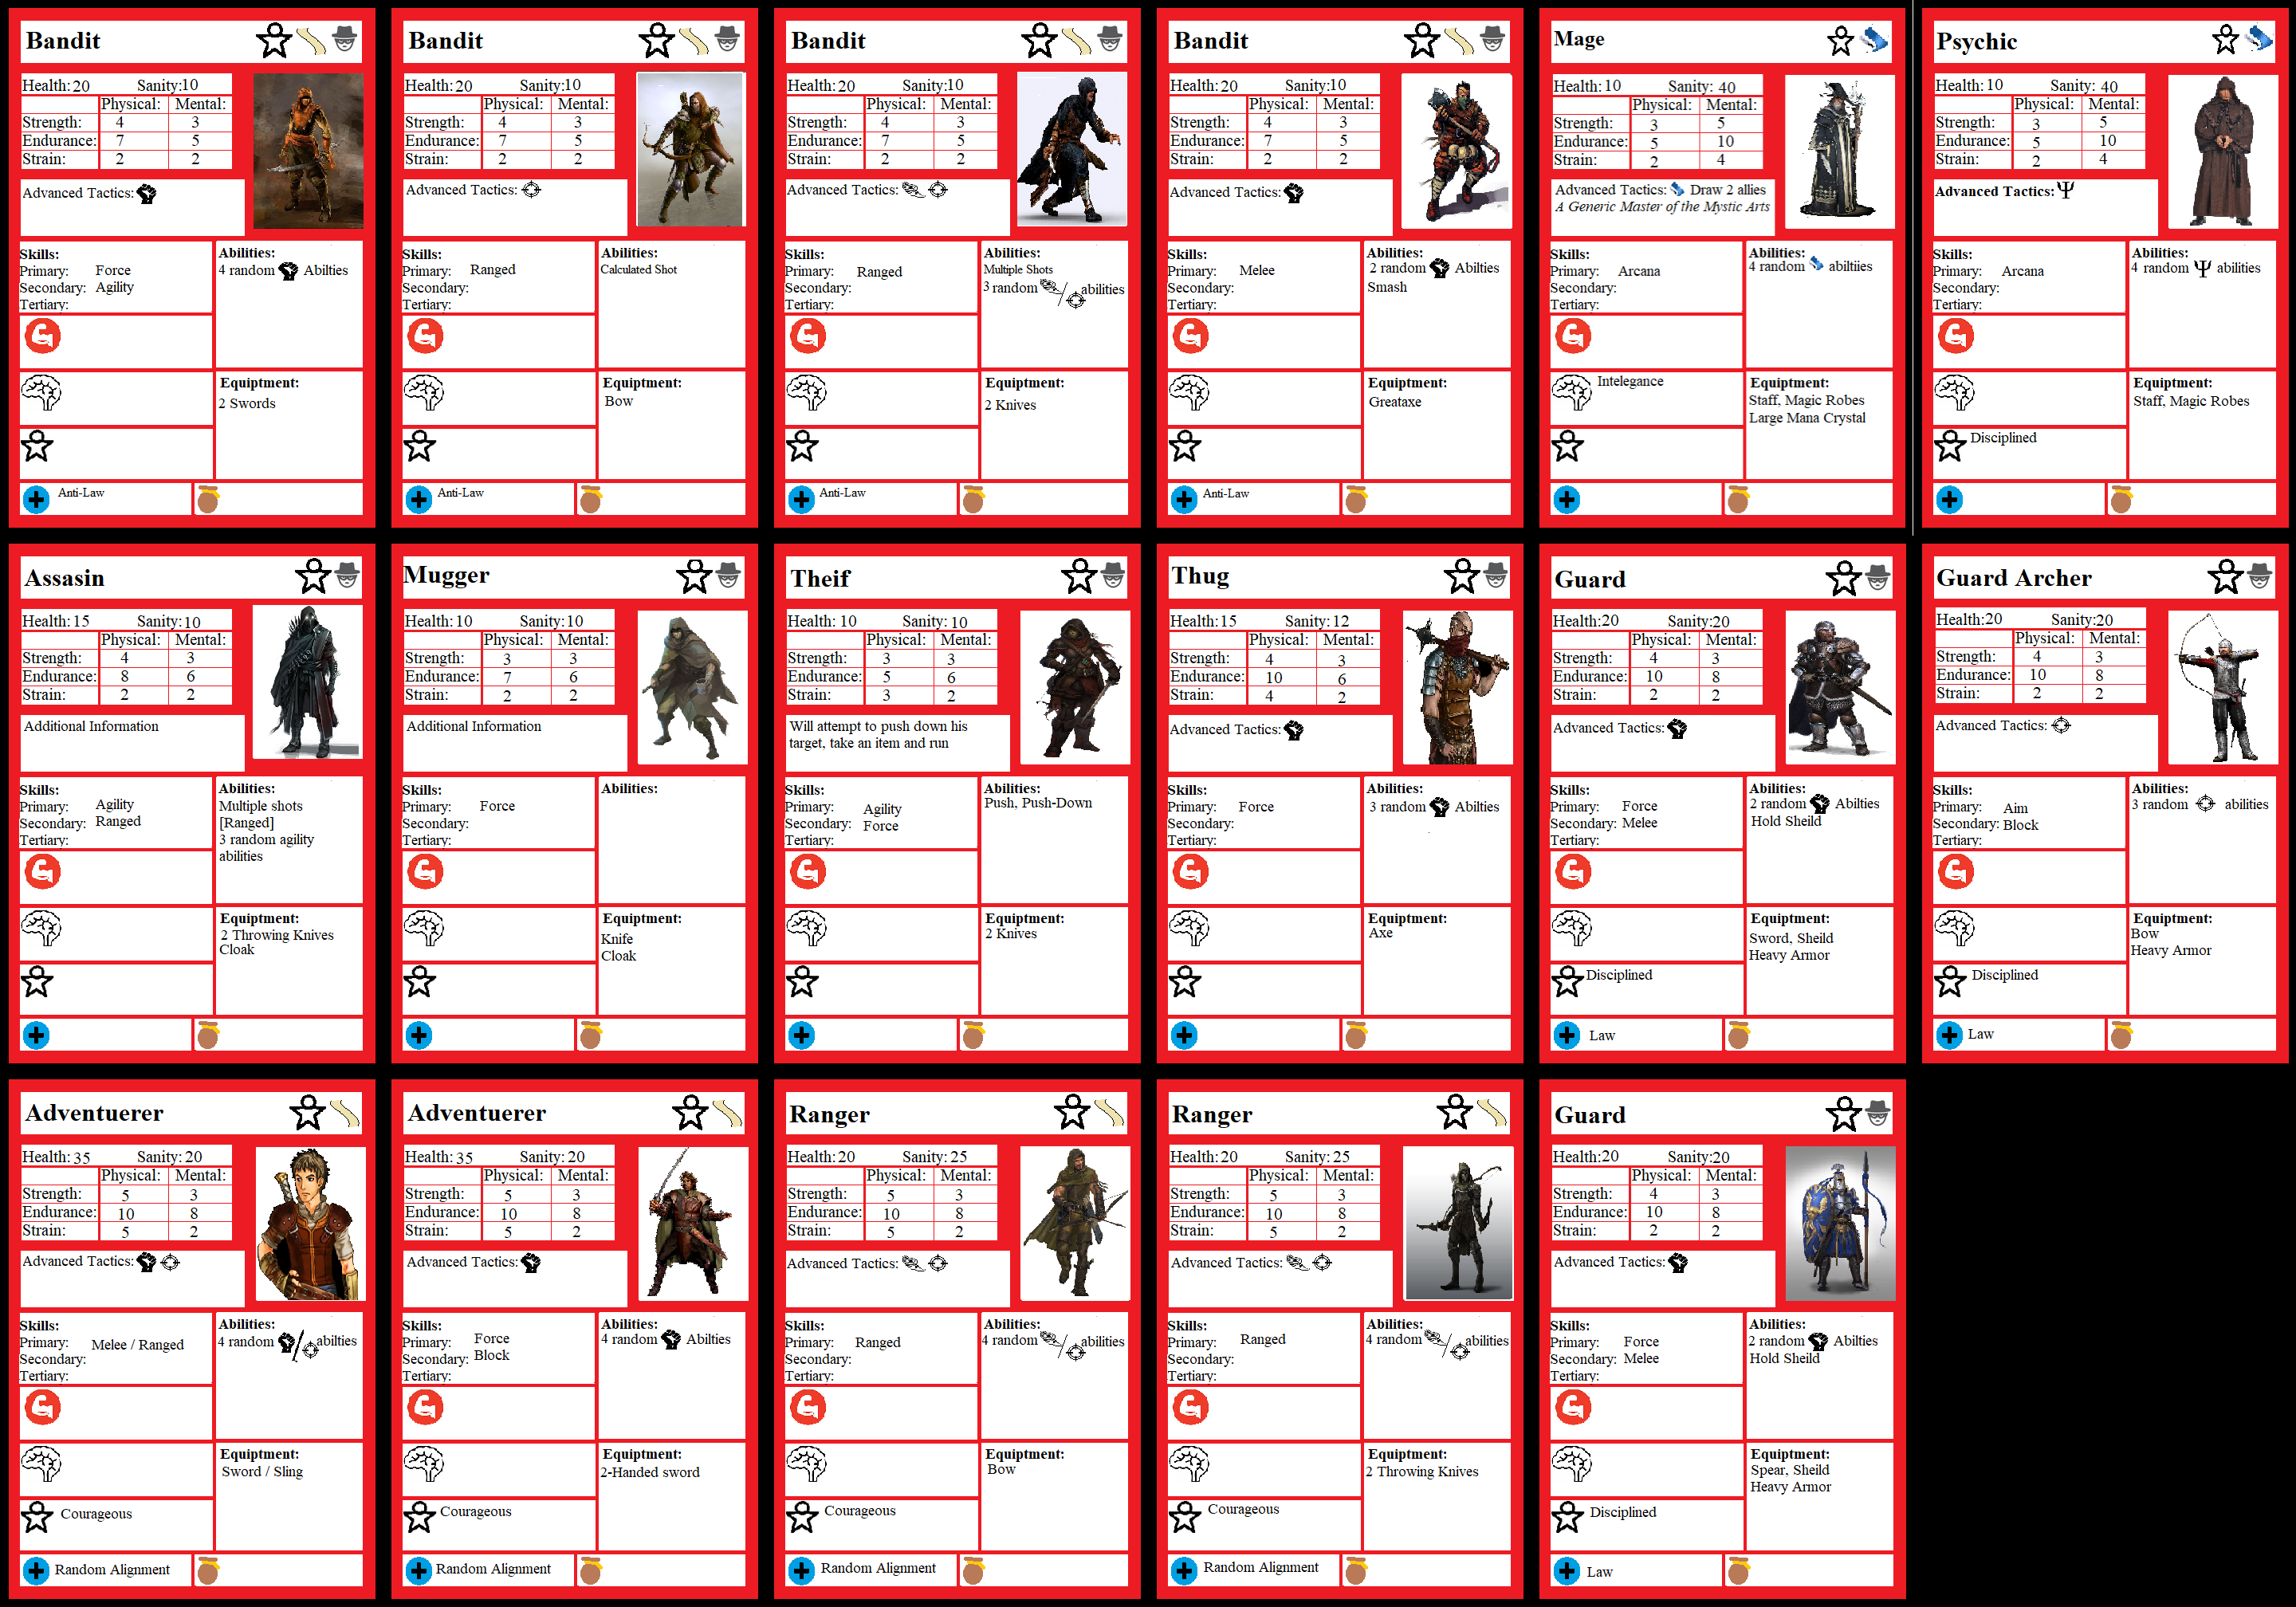 Bandit
Health: 20 Sanity: 10
Physical: Mental:
Strength: 4 3
Endurance: 7 5
Strain: 2 2
Advanced Tactics:
Skills:
Primary: Force
Secondary: Agility
Tertiary:
Abilities:
4 random Abilties
Equiptment:
2 Swords
Anti-Law
Bandit
Health: 20 Sanity: 10
Physical: Mental:
Strength: 4 3
Endurance: 7 5
Strain: 2 2
Advanced Tactics:
Skills:
Primary: Ranged
Secondary:
Tertiary:
Abilities:
Calculated Shot
Equiptment:
Bow
Anti-Law
Bandit
Health: 20 Sanity: 10
Physical: Mental:
Strength: 4 3
Endurance: 7 5
Strain: 2 2
Advanced Tactics:
Skills:
Primary: Ranged
Secondary:
Tertiary:
Abilities:
Multiple Shots
3 random / abilities
Equiptment:
2 Knives
Anti-Law
Bandit
Health: 20 Sanity: 10
Physical: Mental:
Strength: 4 3
Endurance: 7 5
Strain: 2 2
Advanced Tactics:
Skills:
Primary: Melee
Secondary:
Tertiary:
Abilities:
2 random Abilties
Smash
Equiptment:
Greataxe
Anti-Law
Mage
Health: 10 Sanity: 40
Physical: Mental:
Strength: 3 5
Endurance: 5 10
Strain: 2 4
Advanced Tactics: Draw 2 allies
A Generic Master of the Mystic Arts
Skills:
Primary: Arcana
Secondary:
Tertiary:
Abilities:
4 random abiltiies
Intelegance
Equiptment:
Staff, Magic Robes
Large Mana Crystal
Psychic
Health: 10 Sanity: 40
Physical: Mental:
Strength: 3 5
Endurance: 5 10
Strain: 2 4
Advanced Tactics: Ψ
Skills:
Primary: Arcana
Secondary:
Tertiary:
Abilities:
4 random Ψ abilities
Disciplined
Equiptment:
Staff, Magic Robes
Assasin
Health: 15 Sanity: 10
Physical: Mental:
Strength: 4 3
Endurance: 8 6
Strain: 2 2
Additional Information
Skills:
Primary: Agility
Secondary: Ranged
Tertiary:
Abilities:
Multiple shots
[Ranged]
3 random agility
abilities
Equiptment:
2 Throwing Knives
Cloak
Mugger
Health: 10 Sanity: 10
Physical: Mental:
Strength: 3 3
Endurance: 7 6
Strain: 2 2
Additional Information
Skills:
Primary: Force
Secondary:
Tertiary:
Abilities:
Equiptment:
Knife
Cloak
Theif
Health: 10 Sanity: 10
Physical: Mental:
Strength: 3 3
Endurance: 5 6
Strain: 3 2
Will attempt to push down his
target, take an item and run
Skills:
Primary: Agility
Secondary: Force
Tertiary:
Abilities:
Push, Push-Down
Equiptment:
2 Knives
Thug
Health: 15 Sanity: 12
Physical: Mental:
Strength: 4 3
Endurance: 10 6
Strain: 4 2
Advanced Tactics:
Skills:
Primary: Force
Secondary:
Tertiary:
Abilities:
3 random Abilties
Equiptment:
Axe
Guard
Health: 20 Sanity: 20
Physical: Mental:
Strength: 4 3
Endurance: 10 8
Strain: 2 2
Advanced Tactics:
Skills:
Primary: Force
Secondary: Melee
Tertiary:
Abilities:
2 random Abilties
Hold Sheild
Disciplined
Equiptment:
Sword, Sheild
Heavy Armor
Law
Guard Archer
Health: 20 Sanity: 20
Physical: Mental:
Strength: 4 3
Endurance: 10 8
Strain: 2 2
Advanced Tactics:
Skills:
Primary: Aim
Secondary: Block
Tertiary:
Abilities:
3 random abilities
Disciplined
Equiptment:
Bow
Heavy Armor
Law
Adventuerer
Health: 35 Sanity: 20
Physical: Mental:
Strength: 5 3
Endurance: 10 8
Strain: 5 2
Advanced Tactics:
Skills:
Primary: Melee / Ranged
Secondary:
Tertiary:
Abilities:
4 random / abilties
Courageous
Equiptment:
Sword / Sling
Random Alignment
Adventuerer
Health: 35 Sanity: 20
Physical: Mental:
Strength: 5 3
Endurance: 10 8
Strain: 5 2
Advanced Tactics:
Skills:
Primary: Force
Secondary: Block
Tertiary:
Abilities:
4 random Abilties
Courageous
Equiptment:
2-Handed sword
Random Alignment
Ranger
Health: 20 Sanity: 25
Physical: Mental:
Strength: 5 3
Endurance: 10 8
Strain: 5 2
Advanced Tactics:
Skills:
Primary: Ranged
Secondary:
Tertiary:
Abilities:
4 random / abilities
Courageous
Equiptment:
Bow
Random Alignment
Ranger
Health: 20 Sanity: 25
Physical: Mental:
Strength: 5 3
Endurance: 10 8
Strain: 5 2
Advanced Tactics:
Skills:
Primary: Ranged
Secondary:
Tertiary:
Abilities:
4 random / abilities
Courageous
Equiptment:
2 Throwing Knives
Random Alignment
Guard
Health: 20 Sanity: 20
Physical: Mental:
Strength: 4 3
Endurance: 10 8
Strain: 2 2
Advanced Tactics:
Skills:
Primary: Force
Secondary: Melee
Tertiary:
Abilities:
2 random Abilties
Hold Sheild
Disciplined
Equiptment:
Spear, Sheild
Heavy Armor
Law